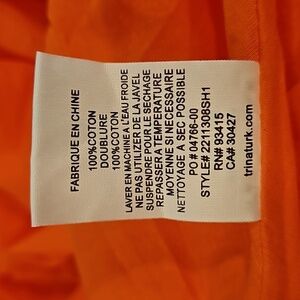 FABRIQUE EN CHINE
100%COTON
DOUBLURE
100%COTON
LAVER EN MACHINE A L'EAU FROIDE
NE PAS UTILIZER DE LA JAVEL
SUSPENDRE POUR LE SECHAGE
REPASSER A TEMPERATURE
MOYENNE SI NECESSAIRE
NETTOYAGE A SEC POSSIBLE
PO # 04766-00
STYLE# 2211308SH1
RN# 93415
CA# 30427
trinaturk.com